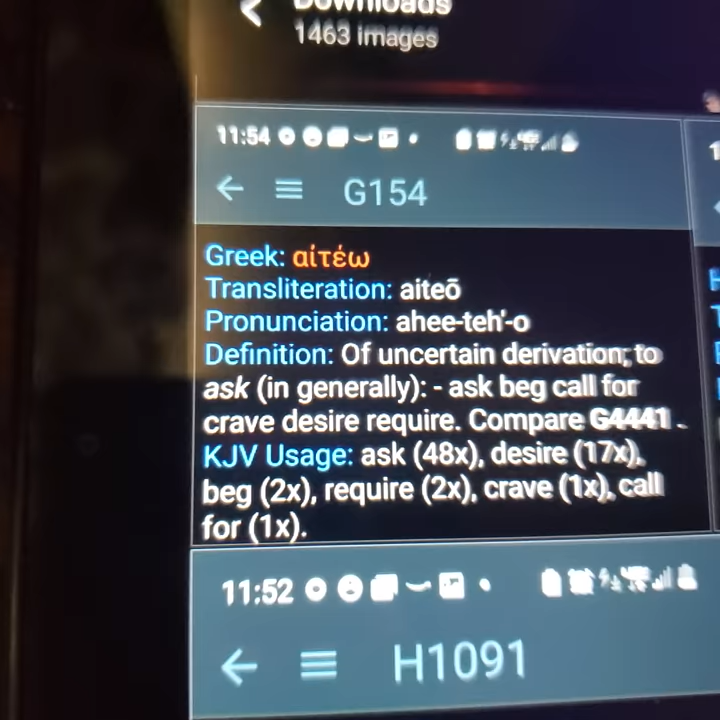 Downloads
1463 images
11:54
G154
Greek: αἰτέω
Transliteration: aiteō
Pronunciation: ahee-teh'-o
Definition: Of uncertain derivation; to
ask (in generally): - ask beg call for
crave desire require. Compare G4441 .
KJV Usage: ask (48x), desire (17x),
beg (2x), require (2x), crave (1x), call
for (1x).
11:52
H1091